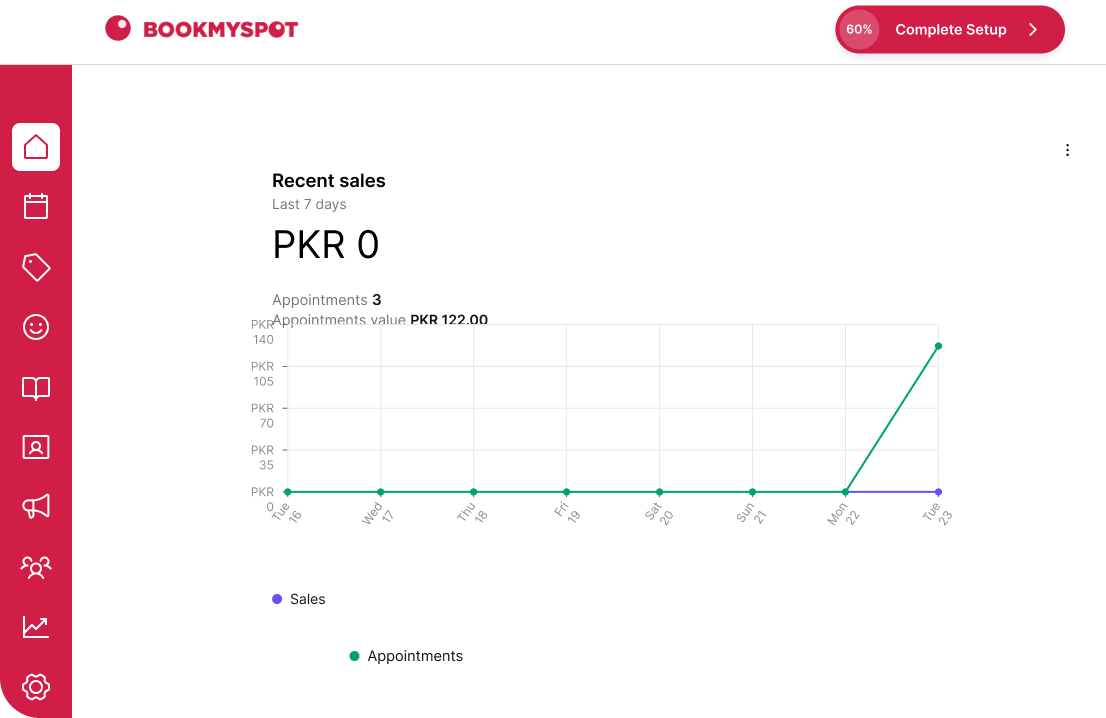 BOOKMYSPOT
60% Complete Setup
Recent sales
Last 7 days
PKR 0
Appointments 3
Appointments value PKR 122.00
PKR
140
PKR
105
PKR
70
PKR
35
PKR
0
Tue
16
Wed
17
Thu
18
Fri
19
Sat
20
Sun
21
Mon
22
Tue
23
Sales
Appointments